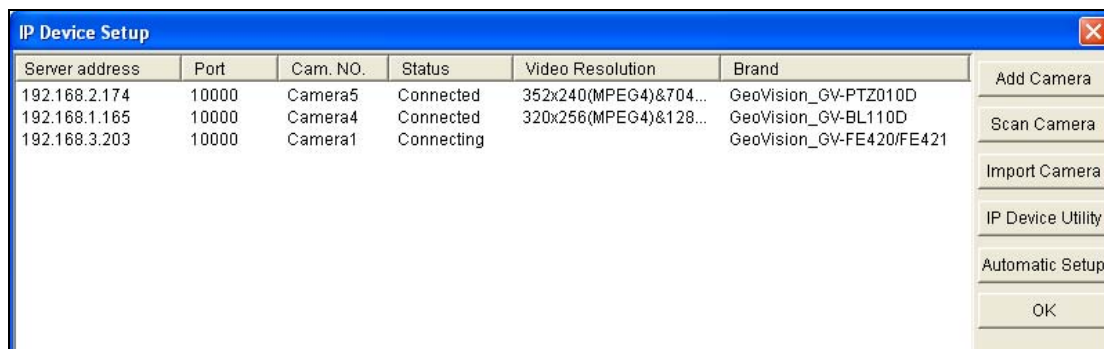 IP Device Setup
Server address Port Cam. NO. Status Video Resolution Brand
192.168.2.174 10000 Camera5 Connected 352x240(MPEG4)&704... GeoVision_GV-PTZ010D
192.168.1.165 10000 Camera4 Connected 320x256(MPEG4)&128... GeoVision_GV-BL110D
192.168.3.203 10000 Camera1 Connecting GeoVision_GV-FE420/FE421
Add Camera
Scan Camera
Import Camera
IP Device Utility
Automatic Setup
OK